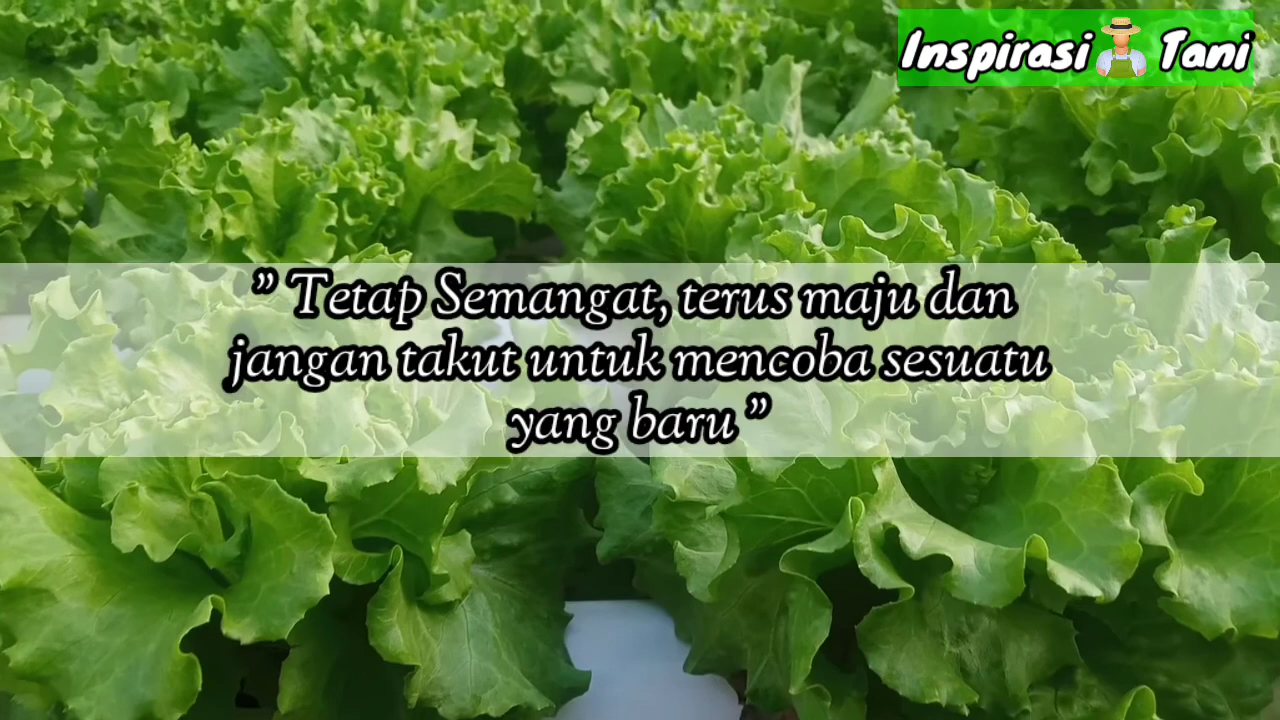 Inspirasi Tani
" Tetap Semangat, terus maju dan
jangan takut untuk mencoba sesuatu
yang baru "